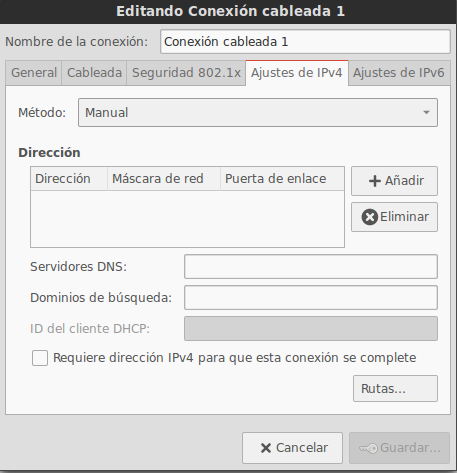 Editando Conexión cableada 1
Nombre de la conexión: Conexión cableada 1
General Cableada Seguridad 802.1x Ajustes de IPv4 Ajustes de IPv6
Método: Manual
Dirección
Dirección Máscara de red Puerta de enlace Añadir
Eliminar
Servidores DNS:
Dominios de búsqueda:
ID del cliente DHCP:
Requiere dirección IPv4 para que esta conexión se complete
Rutas...
Cancelar Guardar...